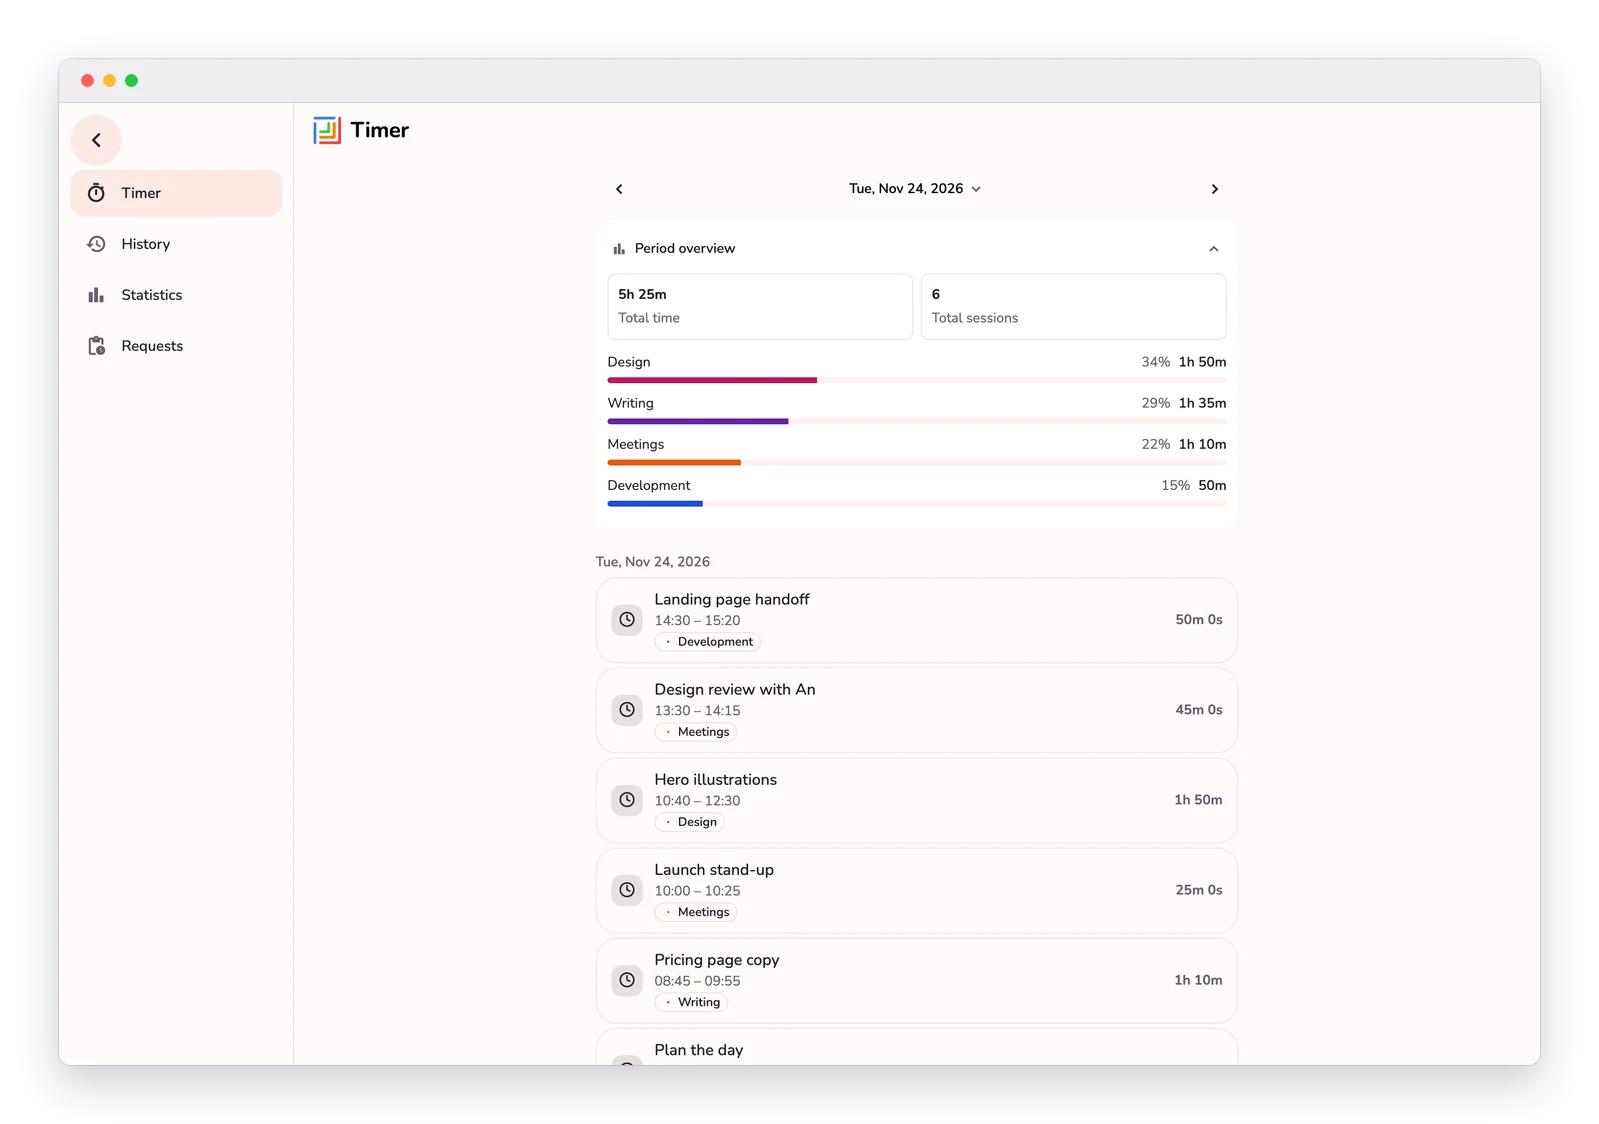 Timer
Timer
History
Statistics
Requests
Tue, Nov 24, 2026
Period overview
5h 25m
Total time
6
Total sessions
Design 34% 1h 50m
Writing 29% 1h 35m
Meetings 22% 1h 10m
Development 15% 50m
Tue, Nov 24, 2026
Landing page handoff
14:30 – 15:20
Development
50m 0s
Design review with An
13:30 – 14:15
Meetings
45m 0s
Hero illustrations
10:40 – 12:30
Design
1h 50m
Launch stand-up
10:00 – 10:25
Meetings
25m 0s
Pricing page copy
08:45 – 09:55
Writing
1h 10m
Plan the day